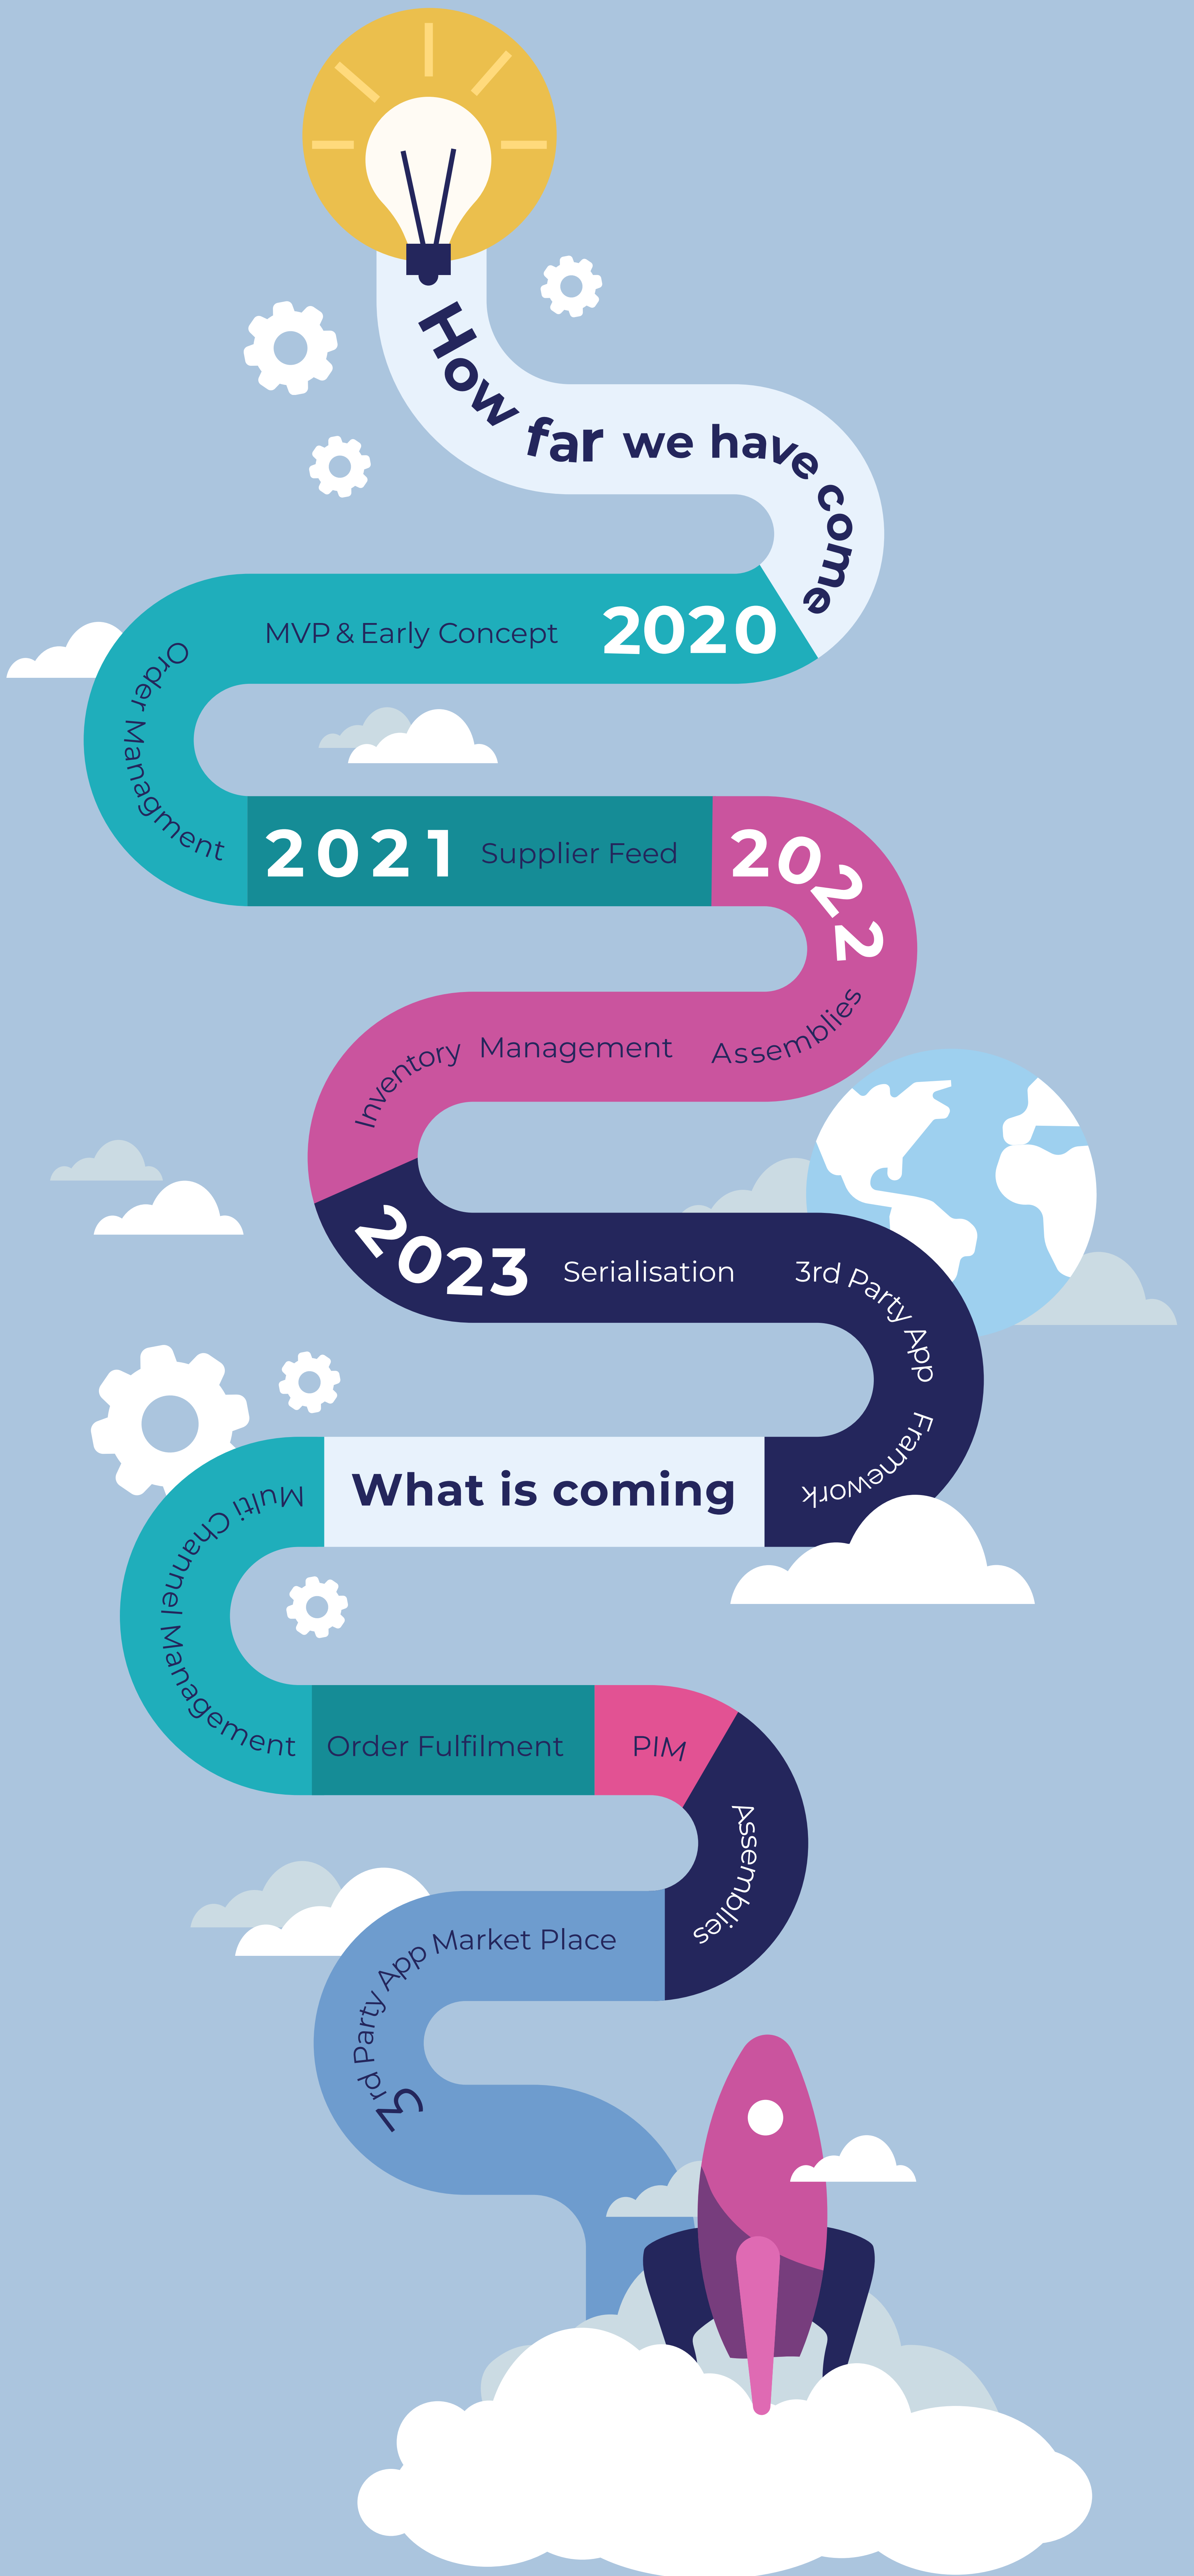 How far we have come
2020
MVP & Early Concept
Order Managment
2021
Supplier Feed
2022
Assemblies
Inventory Management
2023
Serialisation
3rd Party App Framework
What is coming
Multi Channel Management
Order Fulfilment
PIM
Assemblies
3rd Party App Market Place